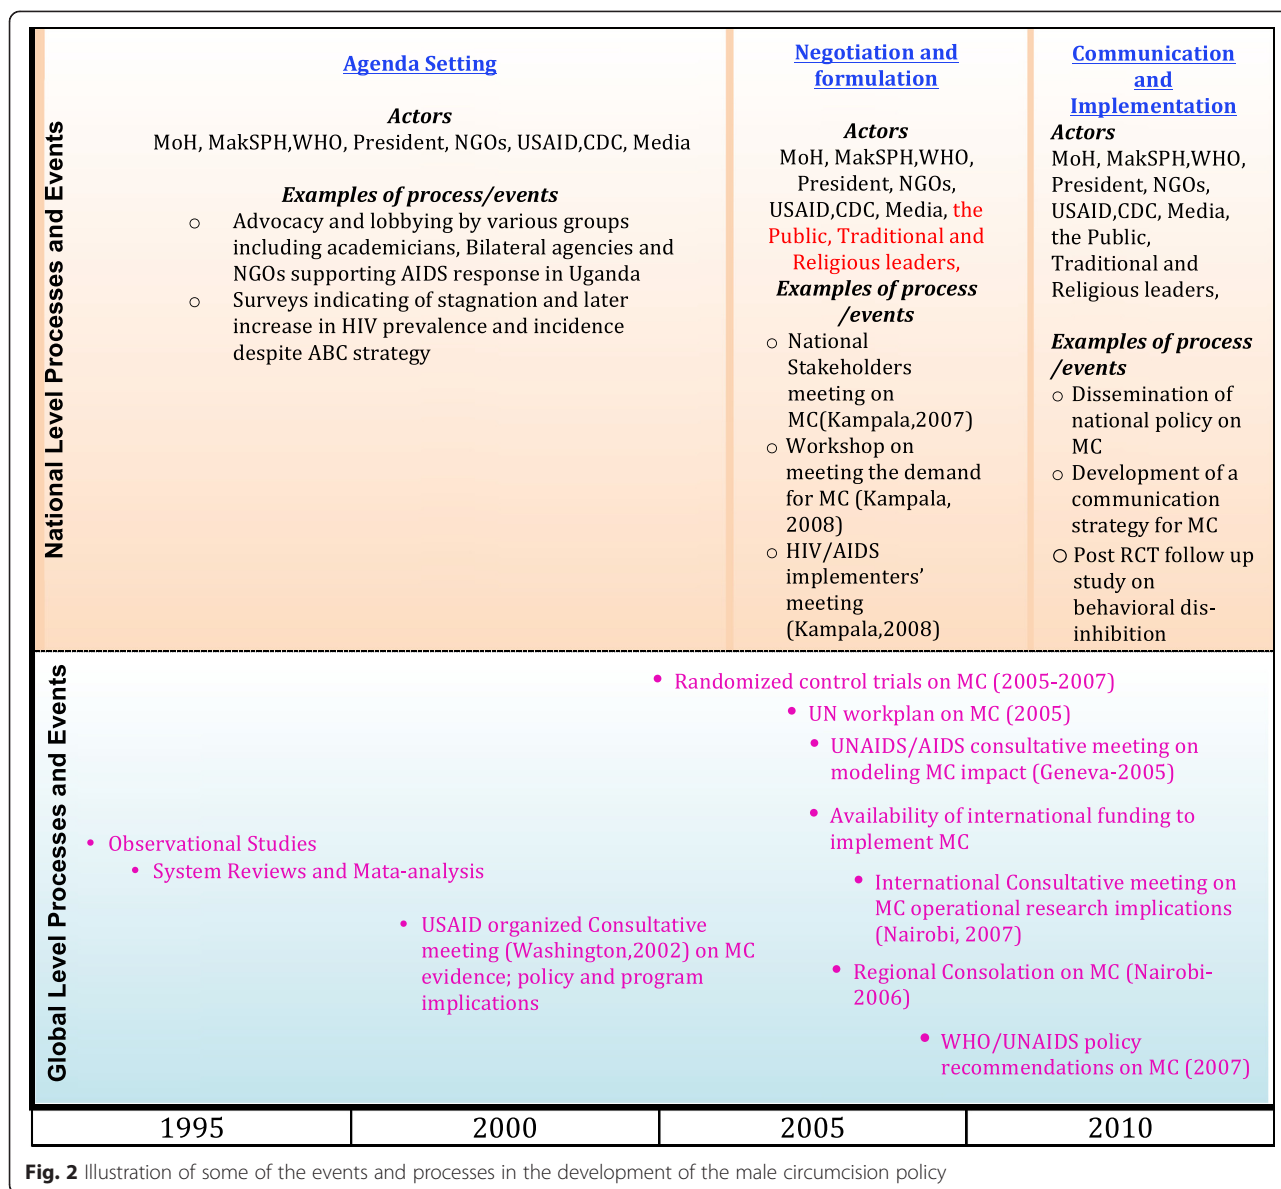 National Level Processes and Events
Agenda Setting
Actors
MoH, MakSPH,WHO, President, NGOs, USAID,CDC, Media
Examples of process/events
o Advocacy and lobbying by various groups
including academicians, Bilateral agencies and
NGOs supporting AIDS response in Uganda
o Surveys indicating of stagnation and later
increase in HIV prevalence and incidence
despite ABC strategy
Negotiation and
formulation
Actors
MoH, MakSPH,WHO,
President, NGOs,
USAID,CDC, Media, the
Public, Traditional and
Religious leaders,
Examples of process
/events
o National
Stakeholders
meeting on
MC(Kampala,2007)
o Workshop on
meeting the demand
for MC (Kampala,
2008)
o HIV/AIDS
implementers’
meeting
(Kampala,2008)
Communication
and
Implementation
Actors
MoH, MakSPH,WHO,
President, NGOs,
USAID,CDC, Media,
the Public,
Traditional and
Religious leaders,
Examples of process
/events
o Dissemination of
national policy on
MC
o Development of a
communication
strategy for MC
o Post RCT follow up
study on
behavioral dis-
inhibition
Global Level Processes and Events
• Randomized control trials on MC (2005-2007)
• UN workplan on MC (2005)
• UNAIDS/AIDS consultative meeting on
modeling MC impact (Geneva-2005)
• Availability of international funding to
implement MC
• Observational Studies
• System Reviews and Mata-analysis
• International Consultative meeting on
MC operational research implications
(Nairobi, 2007)
• USAID organized Consultative
meeting (Washington,2002) on MC
evidence; policy and program
implications
• Regional Consolation on MC (Nairobi-
2006)
• WHO/UNAIDS policy
recommendations on MC (2007)
1995 2000 2005 2010
Fig. 2 Illustration of some of the events and processes in the development of the male circumcision policy